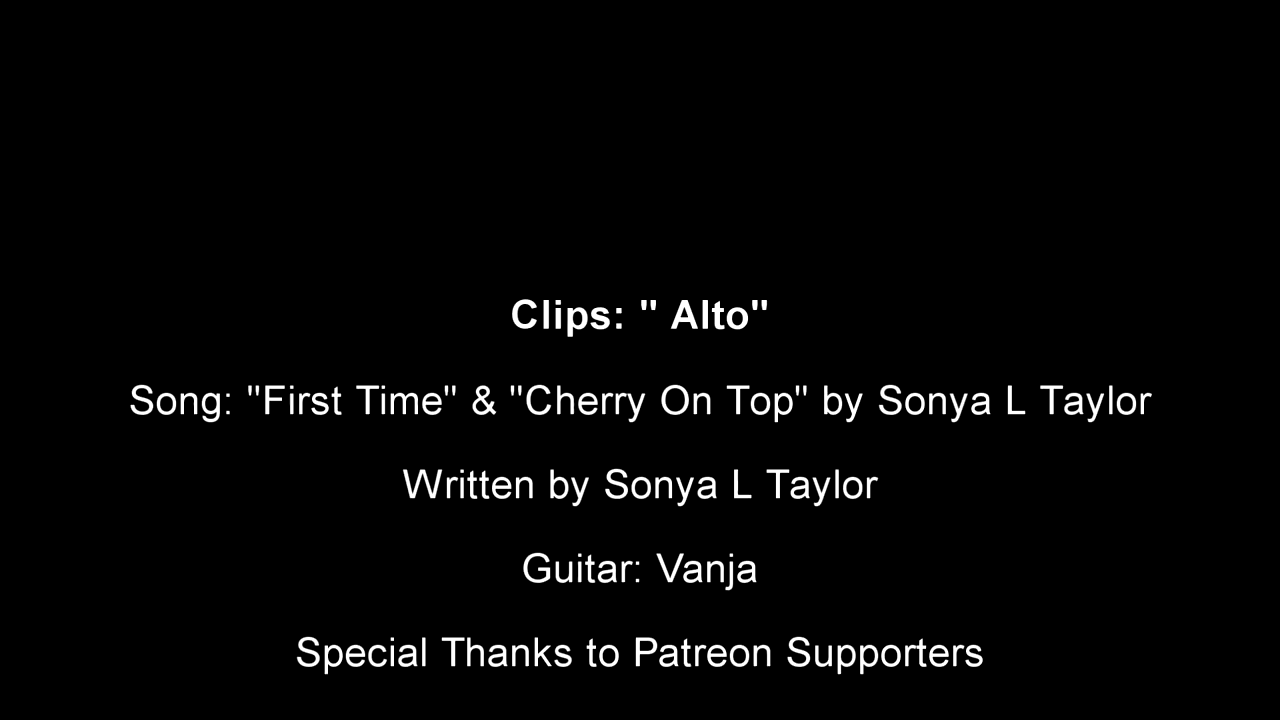 Clips: " Alto"
Song: "First Time" & "Cherry On Top" by Sonya L Taylor
Written by Sonya L Taylor
Guitar: Vanja
Special Thanks to Patreon Supporters